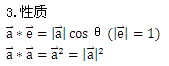 3.性质
a⃗ * e⃗ = |a⃗| cos θ (|e⃗| = 1)
a⃗ * a⃗ = a⃗² = |a⃗|²